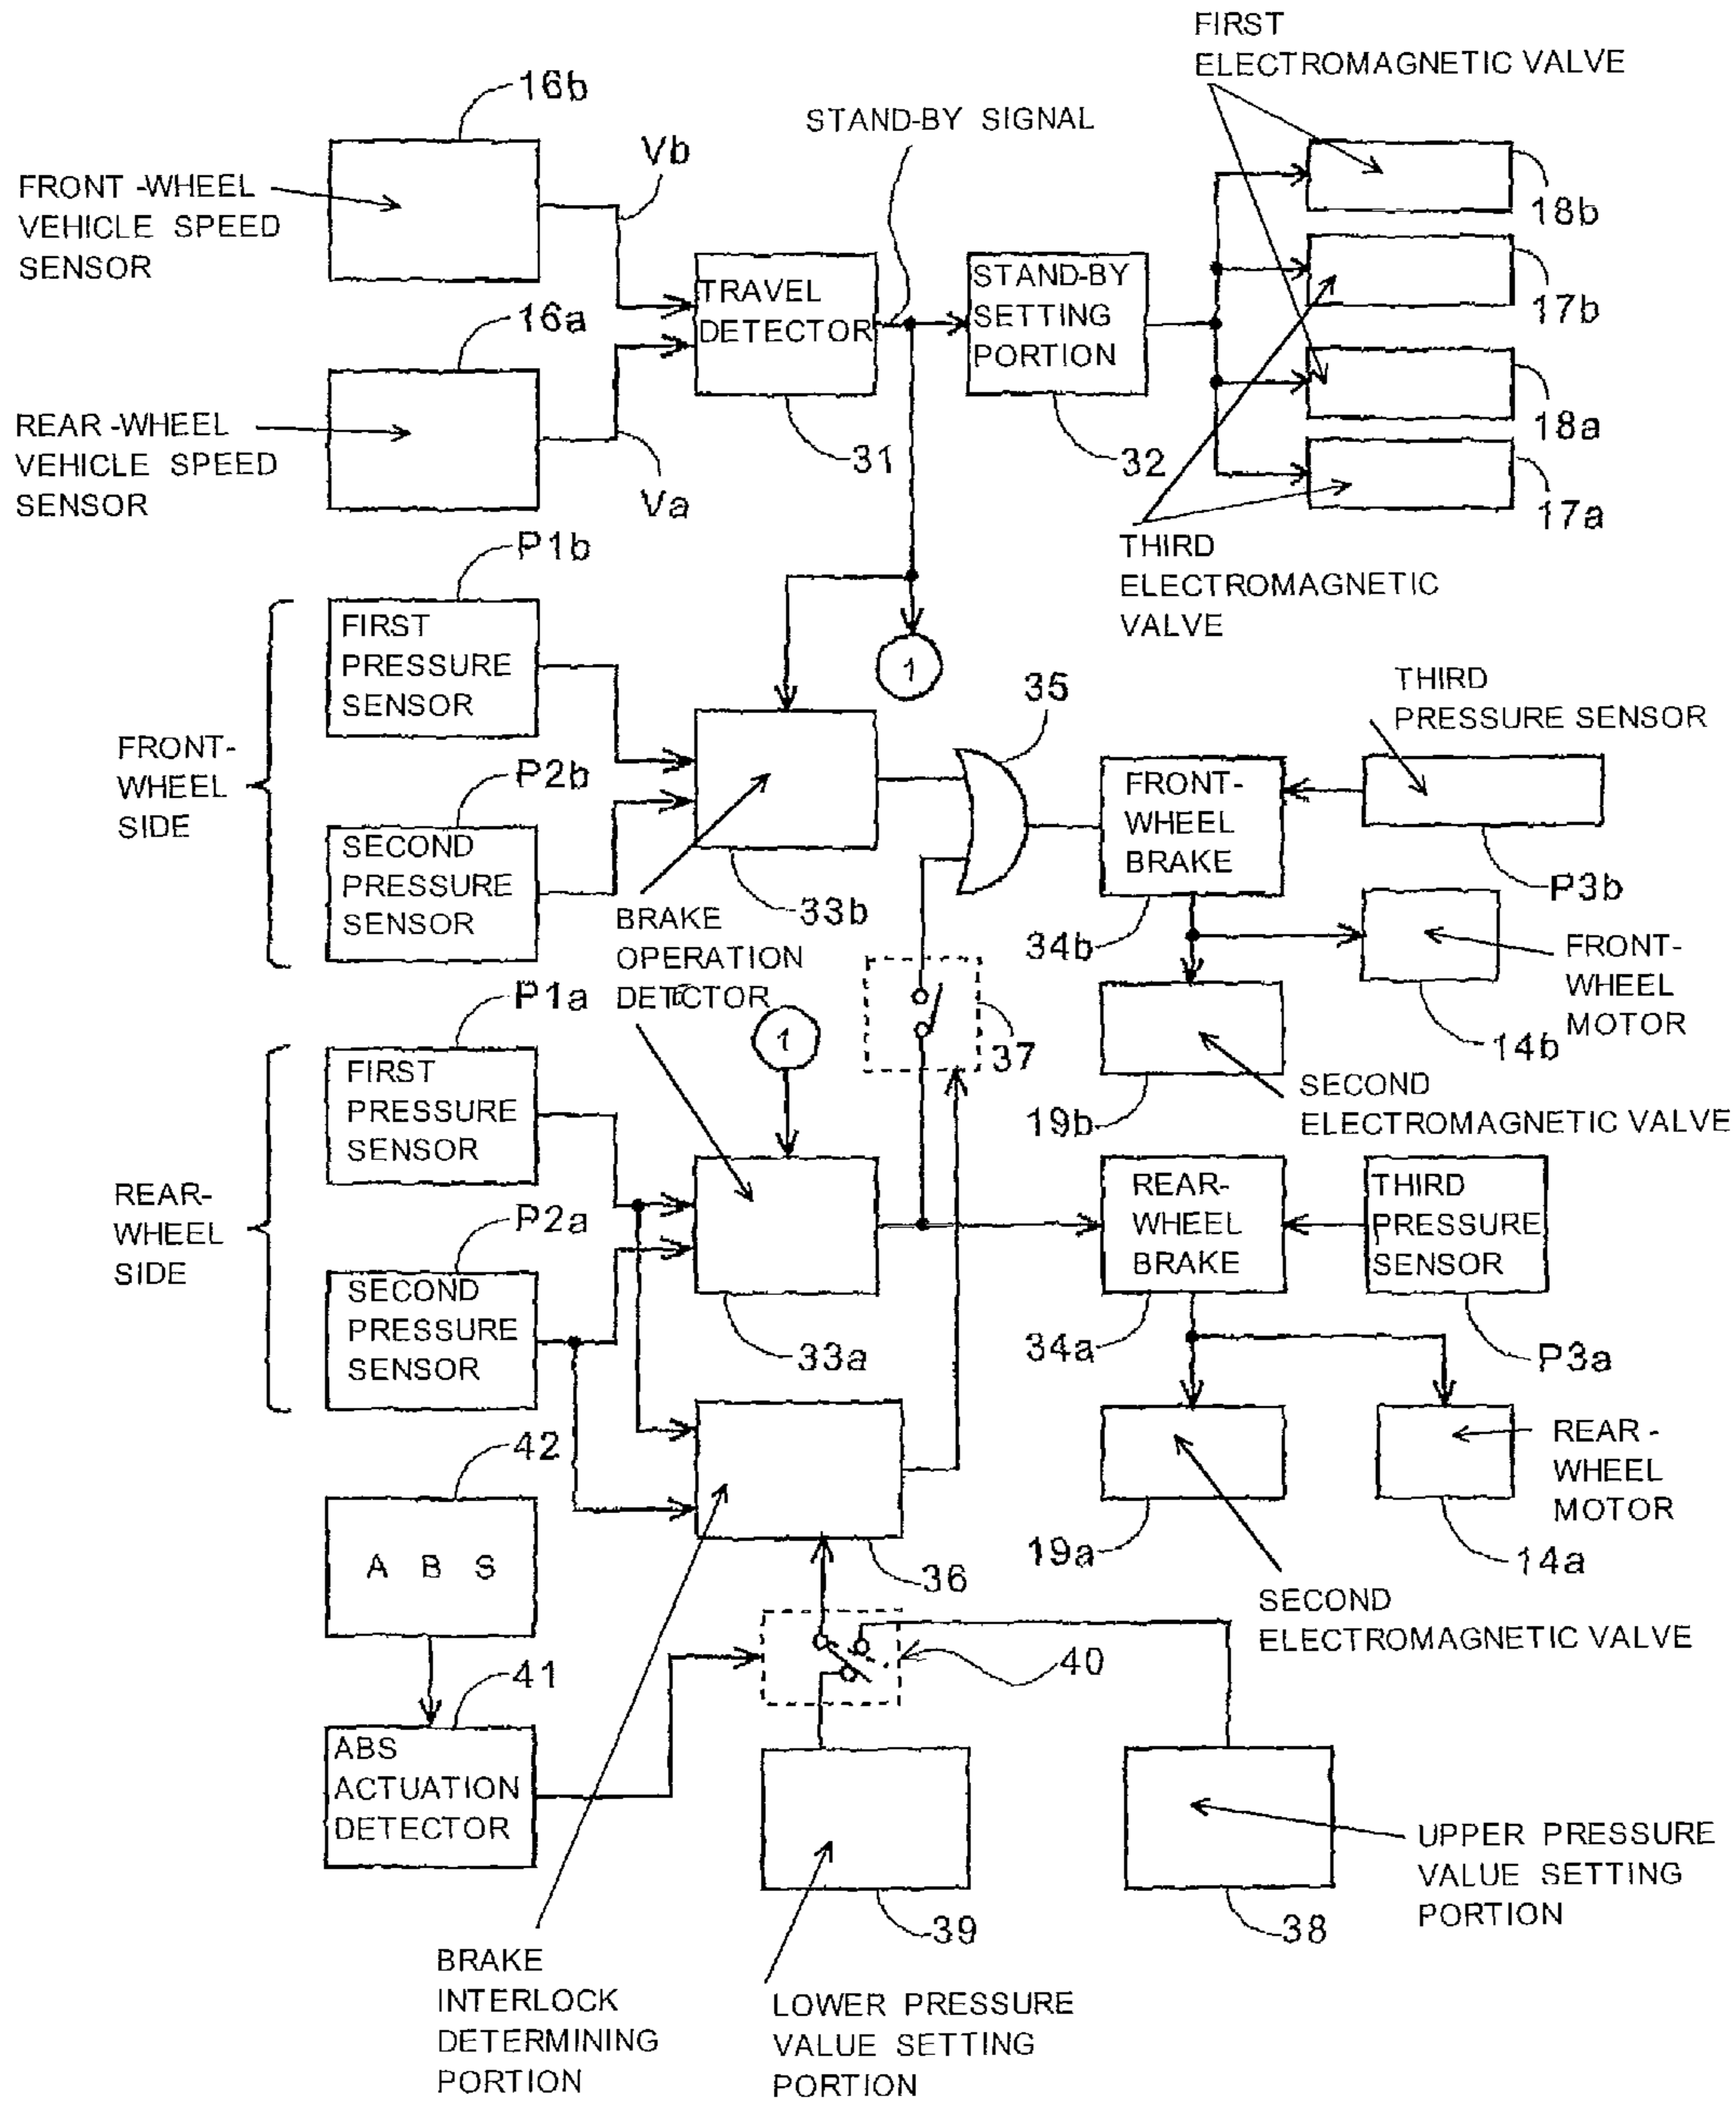 FIRST
ELECTROMAGNETIC VALVE
16b
STAND-BY SIGNAL
Vb
FRONT -WHEEL
VEHICLE SPEED
SENSOR
18b
TRAVEL
DETECTOR
STAND-BY
SETTING
PORTION
17b
16a
REAR -WHEEL
VEHICLE SPEED
SENSOR
18a
31
32
Va
17a
THIRD
ELECTROMAGNETIC
VALVE
P1b
FIRST
PRESSURE
SENSOR
1
35
THIRD
PRESSURE SENSOR
FRONT-
WHEEL
SIDE
P2b
SECOND
PRESSURE
SENSOR
FRONT-
WHEEL
BRAKE
P3b
33b
BRAKE
OPERATION
DETECTOR
34b
FRONT-
WHEEL
MOTOR
14b
P1a
FIRST
PRESSURE
SENSOR
1
37
19b
SECOND
ELECTROMAGNETIC VALVE
REAR-
WHEEL
SIDE
P2a
SECOND
PRESSURE
SENSOR
REAR-
WHEEL
BRAKE
THIRD
PRESSURE
SENSOR
33a
34a
P3a
42
A B S
36
19a
REAR -
WHEEL
MOTOR
14a
SECOND
ELECTROMAGNETIC VALVE
41
40
ABS
ACTUATION
DETECTOR
39
38
UPPER PRESSURE
VALUE SETTING
PORTION
BRAKE
INTERLOCK
DETERMINING
PORTION
LOWER PRESSURE
VALUE SETTING
PORTION